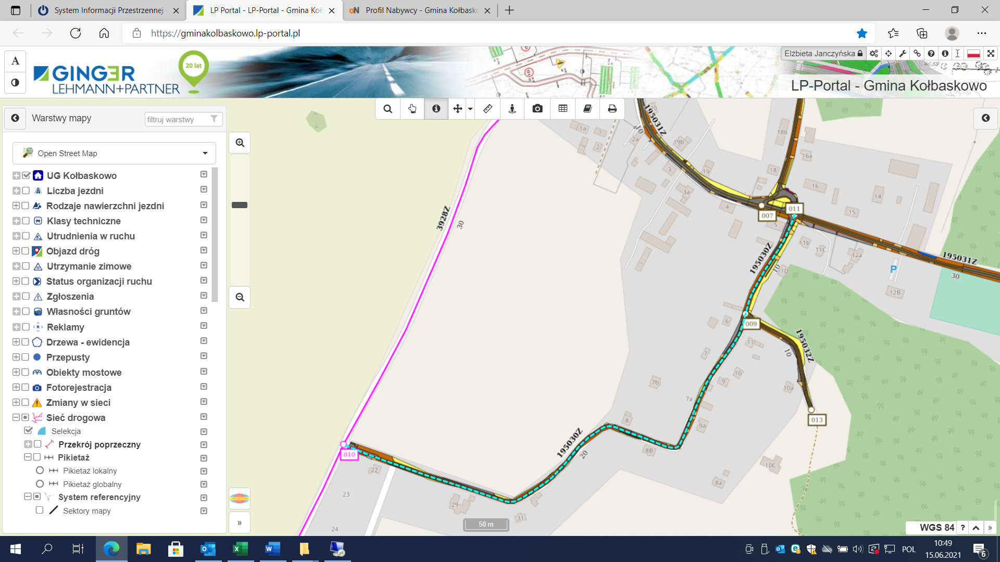 System Informacji Przestrzennej
LP Portal - LP-Portal - Gmina Koł
Profil Nabywcy - Gmina Kołbask
https://gminakolbaskowo.lp-portal.pl
A
GINGER
LEHMANN+PARTNER
20 lat
Elżbieta Janczyńska
LP-Portal - Gmina Kołbaskowo
Warstwy mapy
filtruj warstwy
Open Street Map
UG Kołbaskowo
Liczba jezdni
Rodzaje nawierzchni jezdni
Klasy techniczne
Utrudnienia w ruchu
Objazd dróg
Utrzymanie zimowe
Status organizacji ruchu
Zgłoszenia
Własności gruntów
Reklamy
Drzewa - ewidencja
Przepusty
Obiekty mostowe
Fotorejestracja
Zmiany w sieci
Sieć drogowa
Selekcja
Przekrój poprzeczny
Pikietaż
Pikietaż lokalny
Pikietaż globalny
System referencyjny
Sektory mapy
»
195031Z
10
1a
1
2a
2
19b
18b
16a
3
19
18
3a
16
14
4
15
011
007
5
3928Z
30
11b
11C
12a
195030Z
10
11D
P
195031Z
30
12B
6
009
195032Z
10
11
7
10
9
7b
10a
7a
013
8
9a
195030Z
20
8B
10C
010
22
8a
23
29
31
24
50 m
WGS 84
?
»
POL
10:49
15.06.2021
6